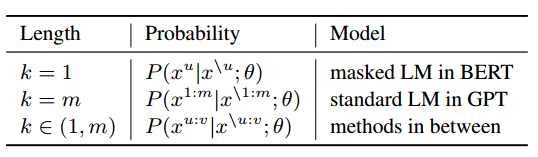 Length Probability Model
k = 1 P(x^u|x^{\u}; θ) masked LM in BERT
k = m P(x^{1:m}|x^{\1:m}; θ) standard LM in GPT
k ∈ (1, m) P(x^{u:v}|x^{\u:v}; θ) methods in between